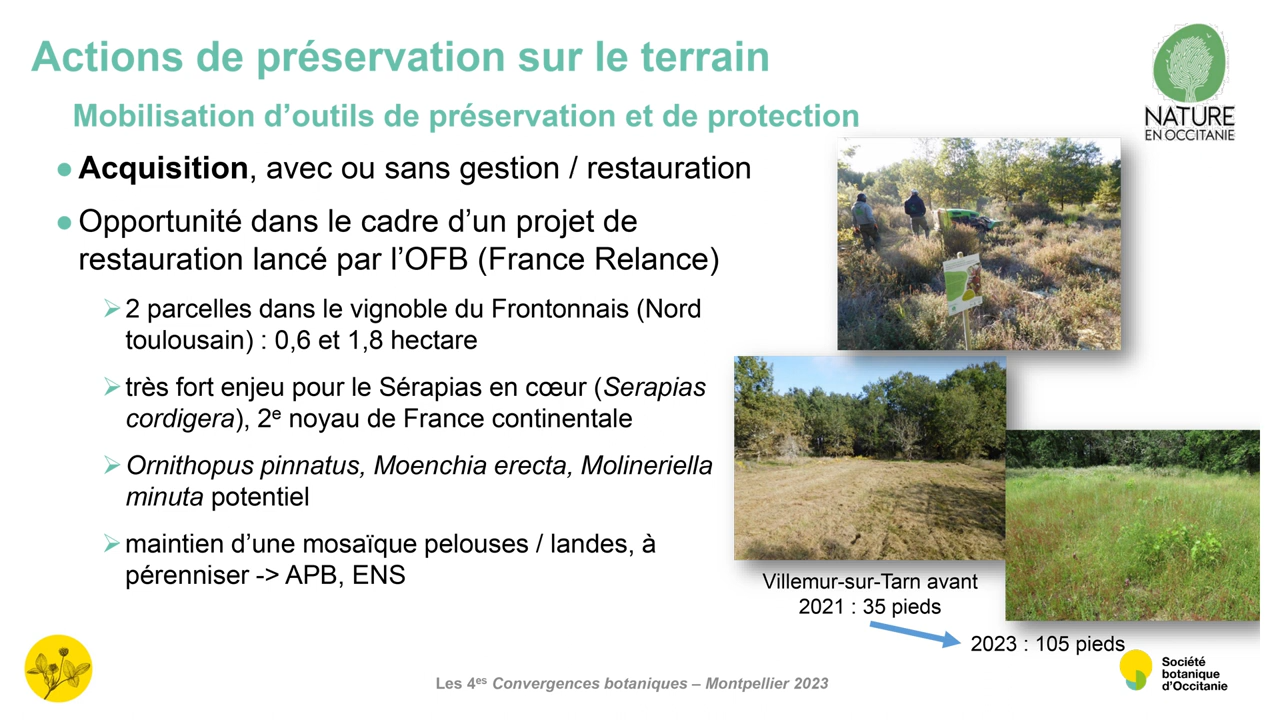 Actions de préservation sur le terrain
Mobilisation d’outils de préservation et de protection
NATURE
EN OCCITANIE
● Acquisition, avec ou sans gestion / restauration
● Opportunité dans le cadre d’un projet de
restauration lancé par l’OFB (France Relance)
➢ 2 parcelles dans le vignoble du Frontonnais (Nord
toulousain) : 0,6 et 1,8 hectare
➢ très fort enjeu pour le Sérapias en cœur (Serapias
cordigera), 2e noyau de France continentale
➢ Ornithopus pinnatus, Moenchia erecta, Molineriella
minuta potentiel
➢ maintien d’une mosaïque pelouses / landes, à
pérenniser -> APB, ENS
Villemur-sur-Tarn avant
2021 : 35 pieds
2023 : 105 pieds
Les 4es Convergences botaniques – Montpellier 2023
Société
botanique
d’Occitanie